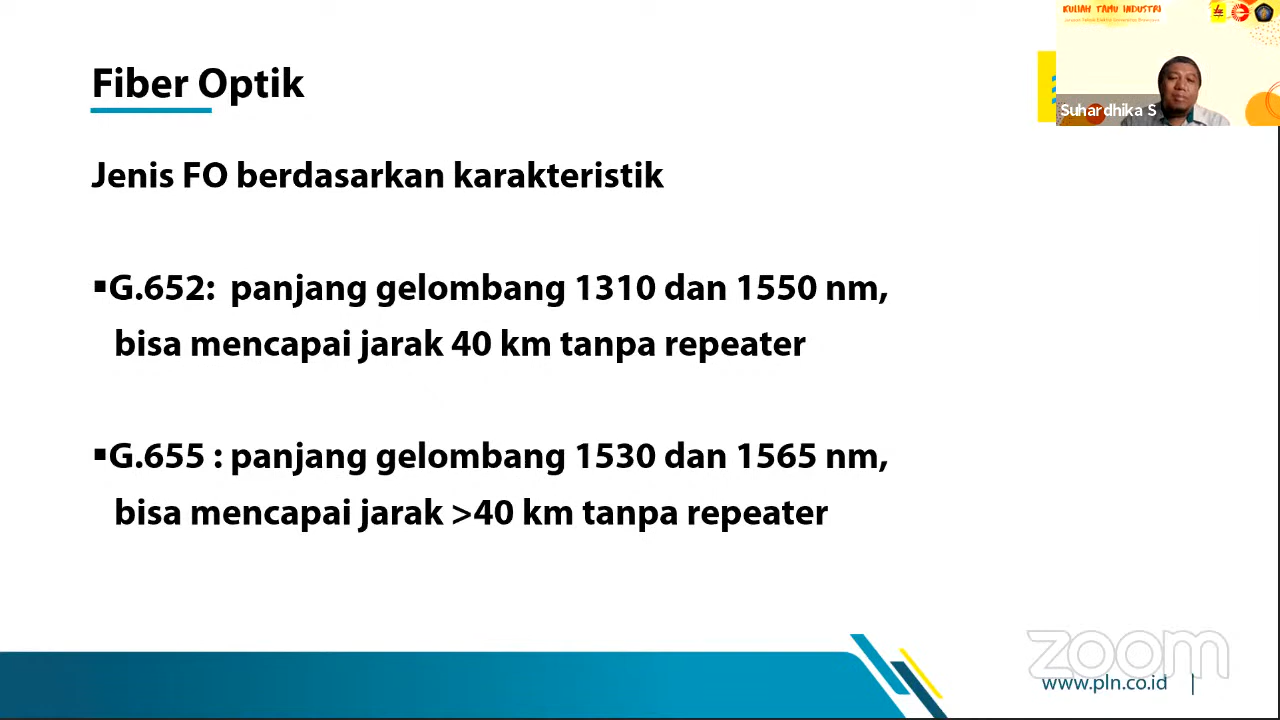 KULIAH TAMU INDUSTRI
Fiber Optik
Suhardhika S
Jenis FO berdasarkan karakteristik
▪G.652: panjang gelombang 1310 dan 1550 nm,
bisa mencapai jarak 40 km tanpa repeater
▪G.655 : panjang gelombang 1530 dan 1565 nm,
bisa mencapai jarak >40 km tanpa repeater
zoom
www.pln.co.id |